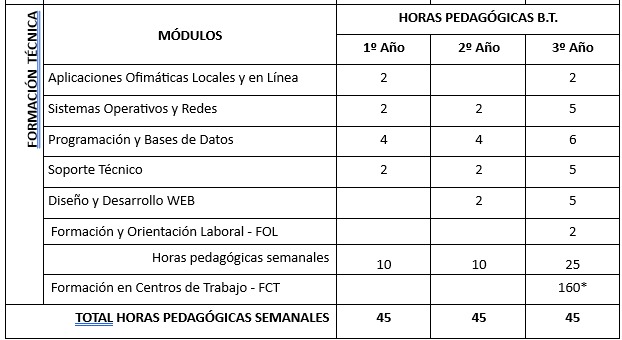 FORMACIÓN TÉCNICA
MÓDULOS
HORAS PEDAGÓGICAS B.T.
1º Año 2º Año 3º Año
Aplicaciones Ofimáticas Locales y en Línea 2 2
Sistemas Operativos y Redes 2 2 5
Programación y Bases de Datos 4 4 6
Soporte Técnico 2 2 5
Diseño y Desarrollo WEB 2 5
Formación y Orientación Laboral - FOL 2
Horas pedagógicas semanales 10 10 25
Formación en Centros de Trabajo - FCT 160*
TOTAL HORAS PEDAGÓGICAS SEMANALES 45 45 45